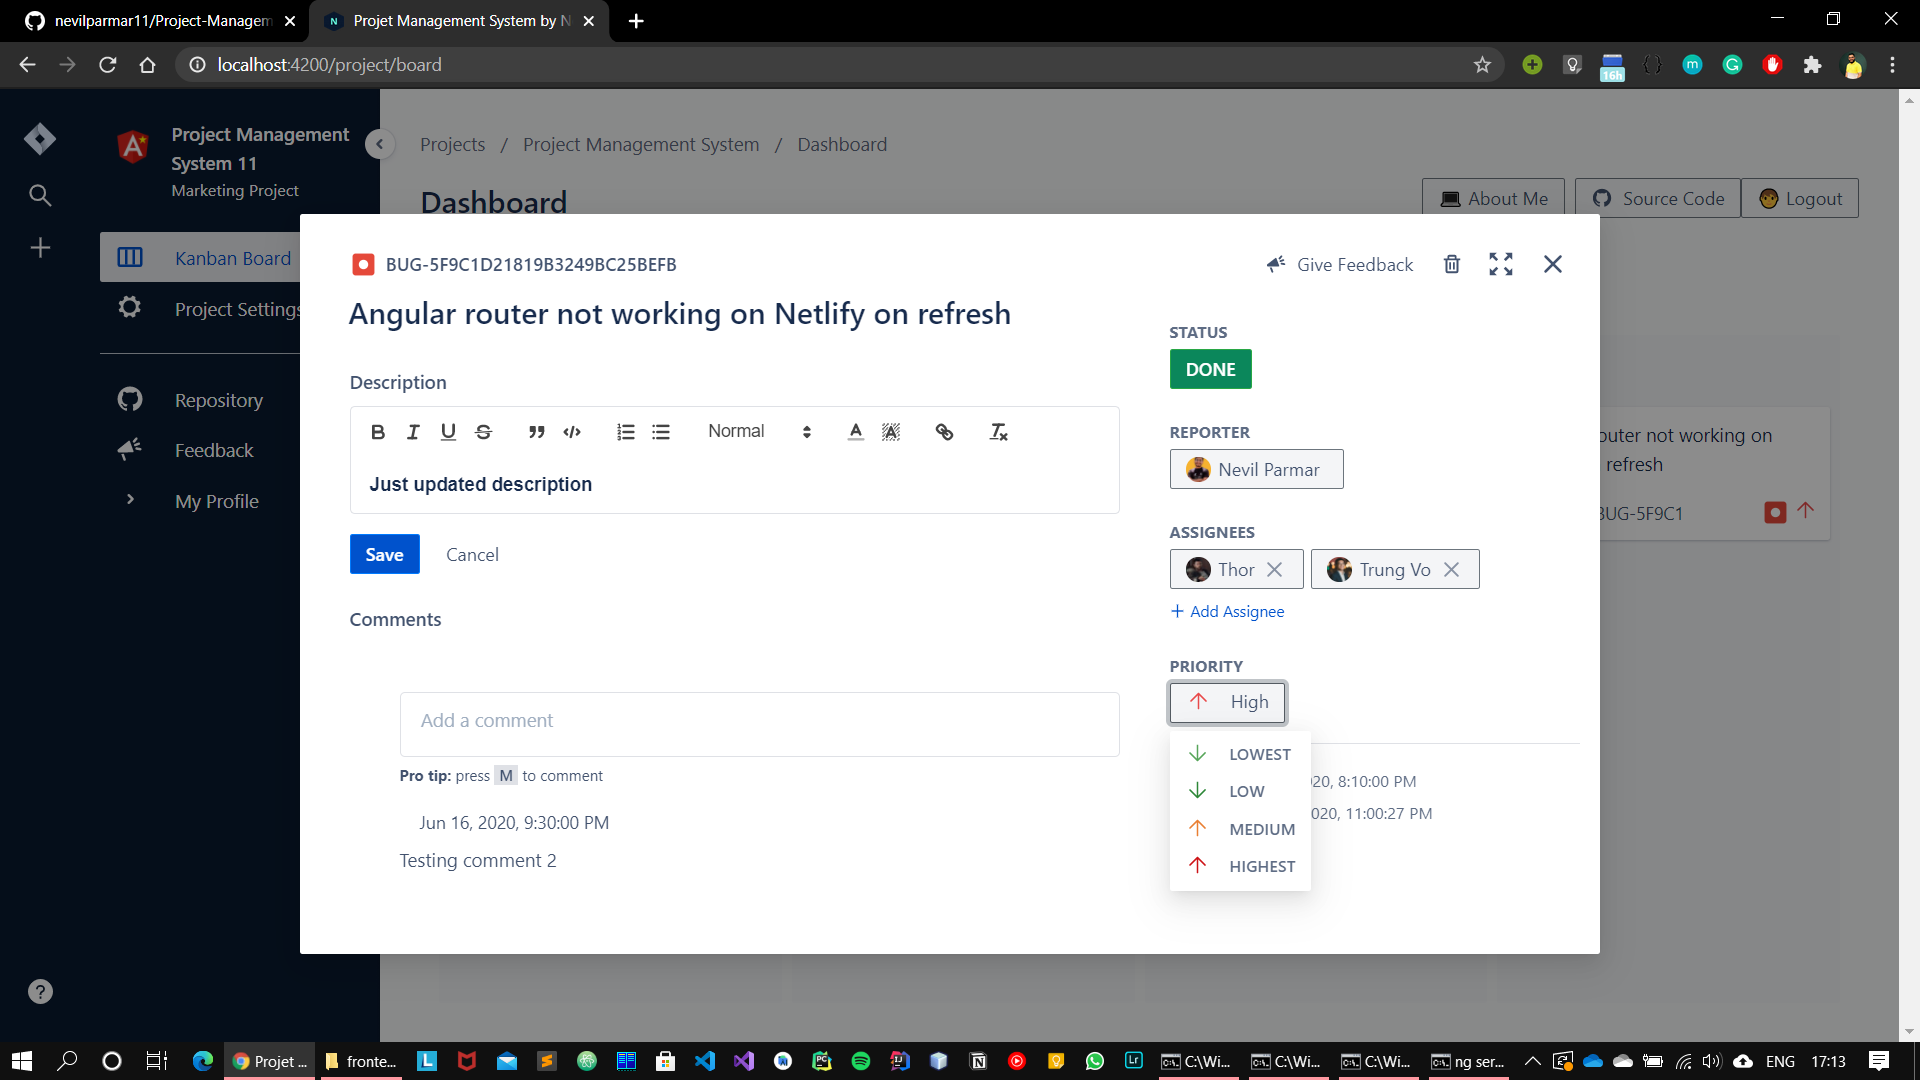 nevilparmar11/Project-Managem
Projet Management System by N
localhost:4200/project/board
16h
Project Management
System 11
Marketing Project
Projects / Project Management System / Dashboard
Dashboard
About Me
Source Code
Logout
Kanban Board
Project Settings
Repository
Feedback
My Profile
BUG-5F9C1D21819B3249BC25BEFB
Give Feedback
Angular router not working on Netlify on refresh
Description
Normal
Just updated description
Save
Cancel
Comments
Add a comment
Pro tip: press M to comment
Jun 16, 2020, 9:30:00 PM
Testing comment 2
STATUS
DONE
REPORTER
Nevil Parmar
ASSIGNEES
Thor
Trung Vo
Add Assignee
PRIORITY
High
LOWEST
LOW
MEDIUM
HIGHEST
020, 8:10:00 PM
020, 11:00:27 PM
outer not working on
refresh
BUG-5F9C1
Projet ...
fronte...
C:\Wi...
C:\Wi...
C:\Wi...
ng ser...
ENG
17:13